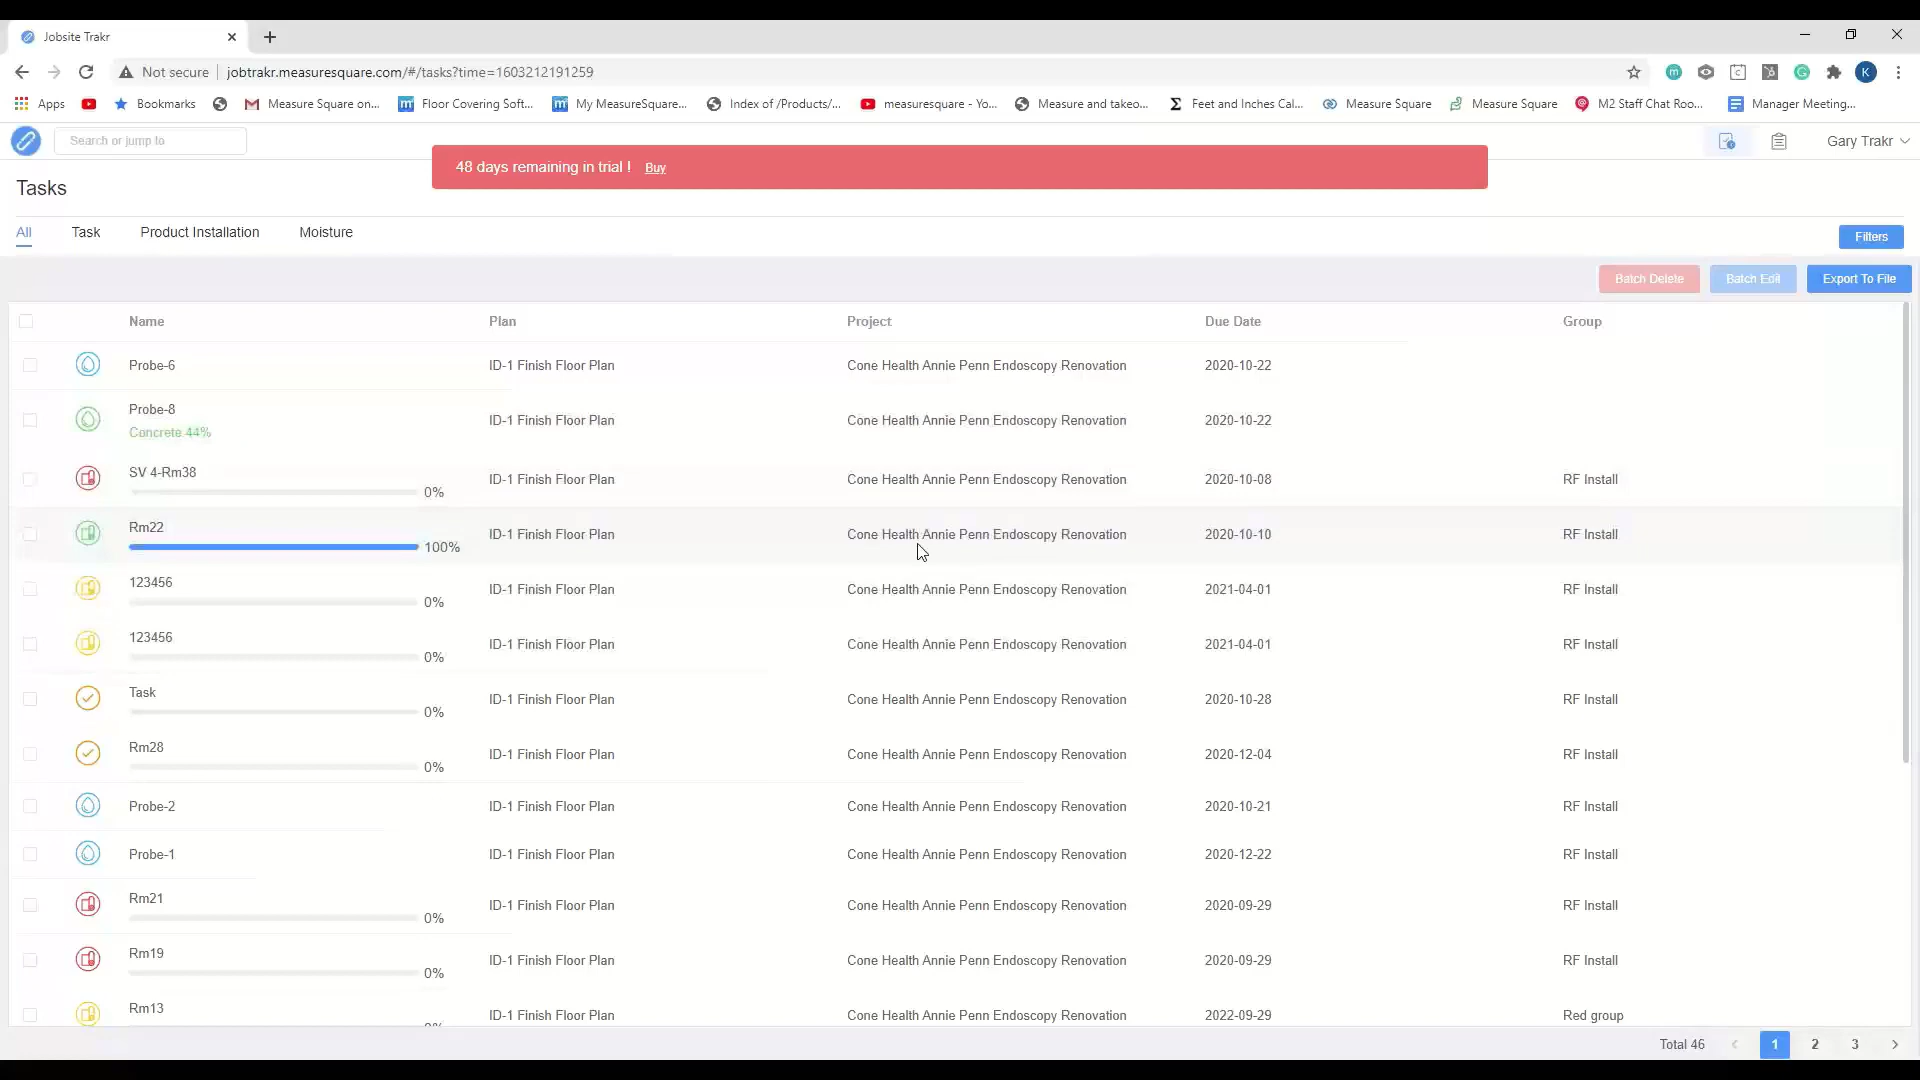 Jobsite Trakr
Not secure jobtrakr.measuresquare.com/#/tasks?time=1603212191259
K
Apps Bookmarks Measure Square on... Floor Covering Soft... My MeasureSquare... Index of /Products/... measuresquare - Yo... Measure and takeo... Feet and Inches Cal... Measure Square Measure Square M2 Staff Chat Roo... Manager Meeting...
Search or jump to
Gary Trakr
48 days remaining in trial ! Buy
Tasks
All Task Product Installation Moisture
Filters
Batch Delete Batch Edit Export To File
Name Plan Project Due Date Group
Probe-6 ID-1 Finish Floor Plan Cone Health Annie Penn Endoscopy Renovation 2020-10-22
Probe-8 ID-1 Finish Floor Plan Cone Health Annie Penn Endoscopy Renovation 2020-10-22
Concrete 44%
SV 4-Rm38 ID-1 Finish Floor Plan Cone Health Annie Penn Endoscopy Renovation 2020-10-08 RF Install
0%
Rm22 ID-1 Finish Floor Plan Cone Health Annie Penn Endoscopy Renovation 2020-10-10 RF Install
100%
123456 ID-1 Finish Floor Plan Cone Health Annie Penn Endoscopy Renovation 2021-04-01 RF Install
0%
123456 ID-1 Finish Floor Plan Cone Health Annie Penn Endoscopy Renovation 2021-04-01 RF Install
0%
Task ID-1 Finish Floor Plan Cone Health Annie Penn Endoscopy Renovation 2020-10-28 RF Install
0%
Rm28 ID-1 Finish Floor Plan Cone Health Annie Penn Endoscopy Renovation 2020-12-04 RF Install
0%
Probe-2 ID-1 Finish Floor Plan Cone Health Annie Penn Endoscopy Renovation 2020-10-21 RF Install
Probe-1 ID-1 Finish Floor Plan Cone Health Annie Penn Endoscopy Renovation 2020-12-22 RF Install
Rm21 ID-1 Finish Floor Plan Cone Health Annie Penn Endoscopy Renovation 2020-09-29 RF Install
0%
Rm19 ID-1 Finish Floor Plan Cone Health Annie Penn Endoscopy Renovation 2020-09-29 RF Install
0%
Rm13 ID-1 Finish Floor Plan Cone Health Annie Penn Endoscopy Renovation 2022-09-29 Red group
Total 46 1 2 3